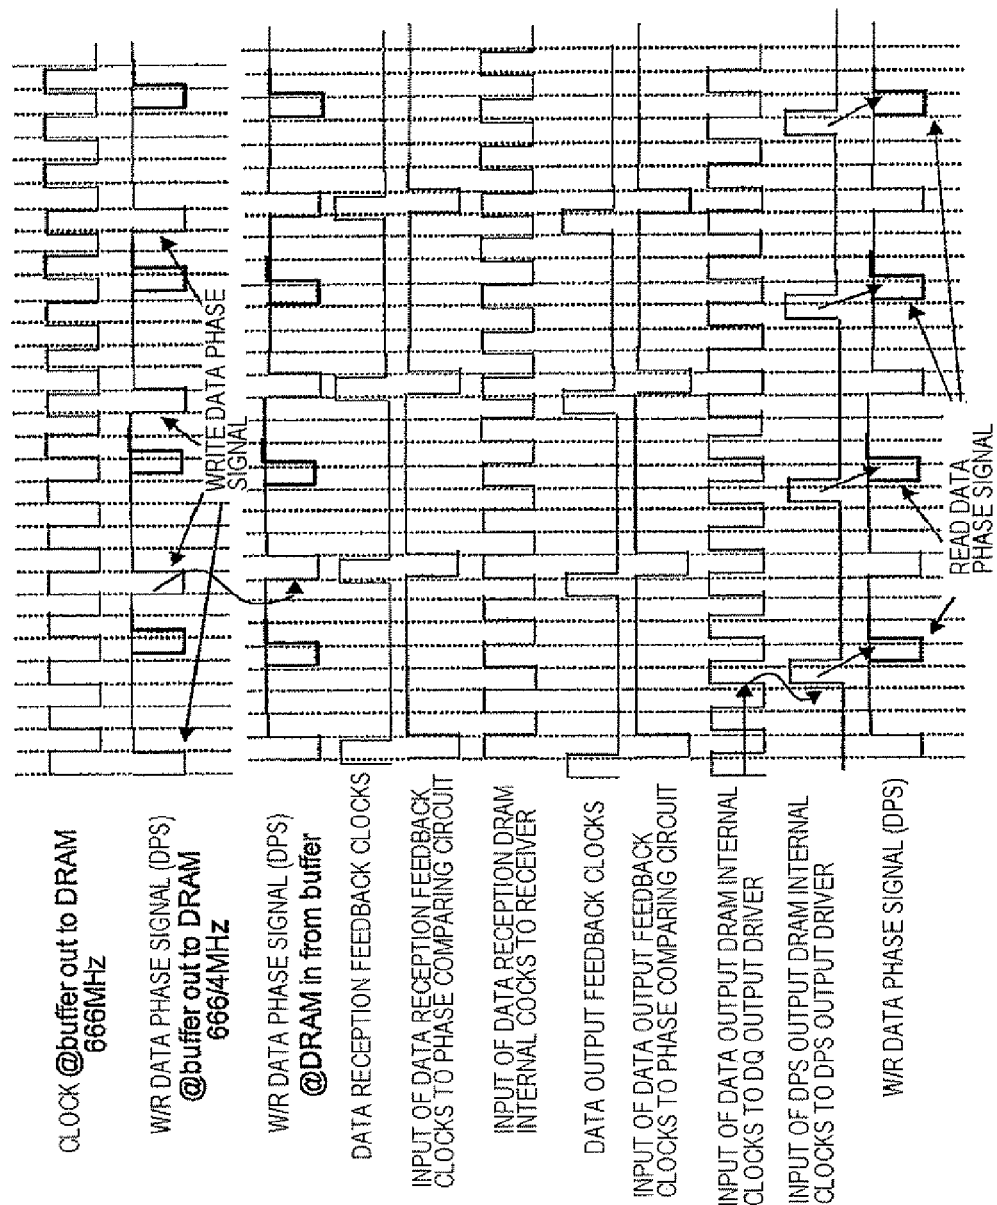 CLOCK @buffer out to DRAM
666MHz
W/R DATA PHASE SIGNAL (DPS)
@buffer out to DRAM
666/4MHz
W/R DATA PHASE SIGNAL (DPS)
@DRAM in from buffer
DATA RECEPTION FEEDBACK CLOCKS
INPUT OF DATA RECEPTION FEEDBACK
CLOCKS TO PHASE COMPARING CIRCUIT
INPUT OF DATA RECEPTION DRAM
INTERNAL COCKS TO RECEIVER
DATA OUTPUT FEEDBACK CLOCKS
INPUT OF DATA OUTPUT FEEDBACK
CLOCKS TO PHASE COMPARING CIRCUIT
INPUT OF DATA OUTPUT DRAM INTERNAL
CLOCKS TO DQ OUTPUT DRIVER
INPUT OF DPS OUTPUT DRAM INTERNAL
CLOCKS TO DPS OUTPUT DRIVER
W/R DATA PHASE SIGNAL (DPS)
WRITE DATA PHASE
SIGNAL
READ DATA
PHASE SIGNAL